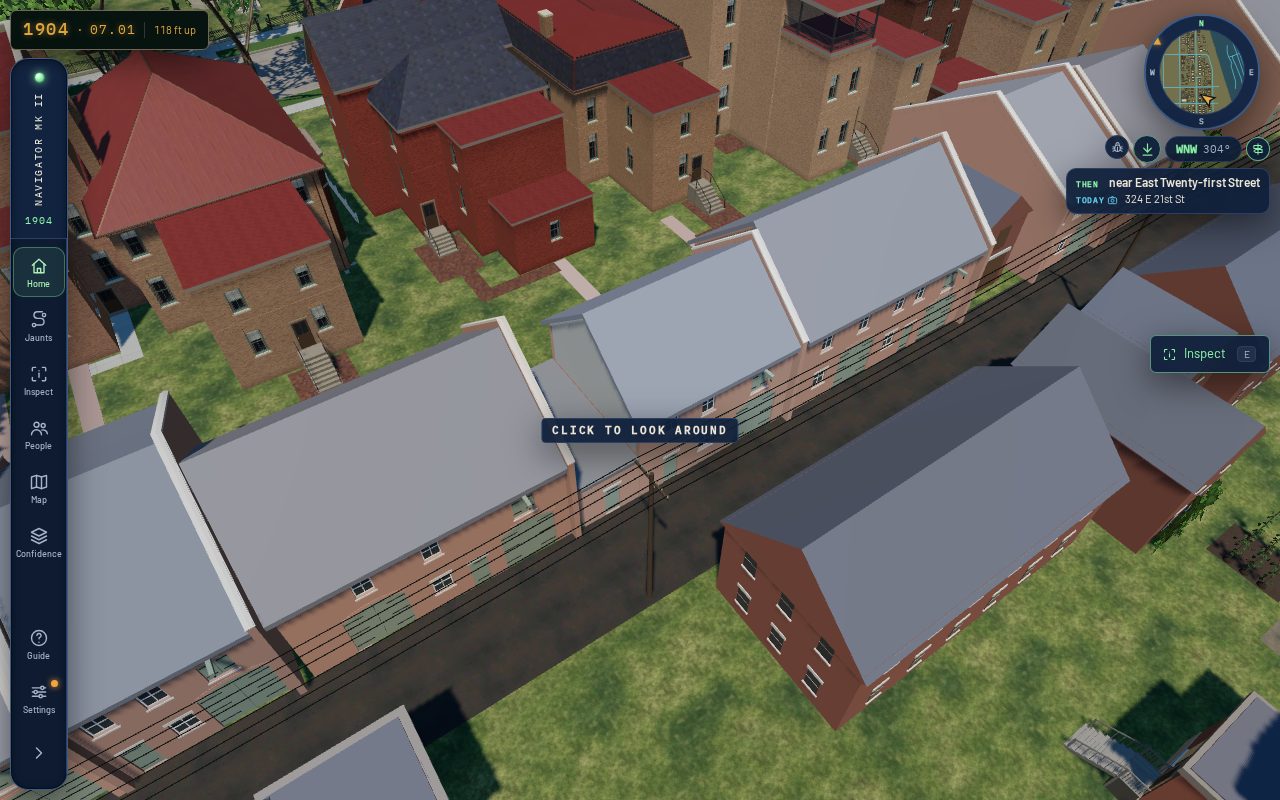 1904 · 07.01 118 ft up
NAVIGATOR MK II
1904
Home
Jaunts
Inspect
People
Map
Confidence
Guide
Settings
N
W
E
S
WNW 304°
THEN near East Twenty-first Street
TODAY 324 E 21st St
Inspect E
CLICK TO LOOK AROUND